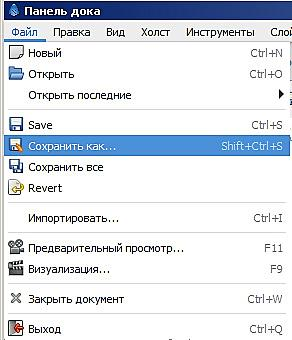 Панель дока
Файл Правка Вид Холст Инструменты Слой
Новый Ctrl+N
Открыть Ctrl+O
Открыть последние
Save Ctrl+S
Сохранить как... Shift+Ctrl+S
Сохранить все
Revert
Импортировать... Ctrl+I
Предварительный просмотр... F11
Визуализация... F9
Закрыть документ Ctrl+W
Выход Ctrl+Q